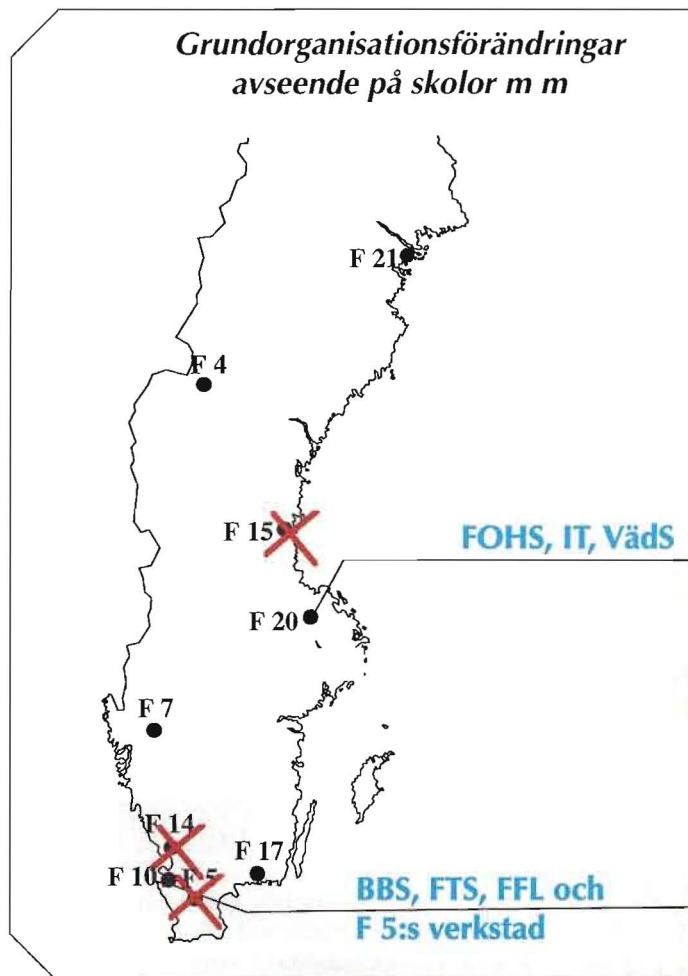 Grundorganisationsförändringar
avseende på skolor m m
F 21
F 4
F 15
FOHS, IT, VädS
F 20
F 7
F 14
F 17
F 10
F 5
BBS, FTS, FFL och
F 5:s verkstad